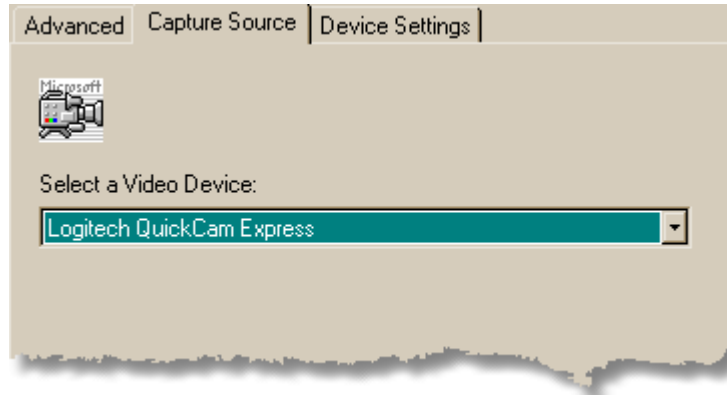 Advanced Capture Source Device Settings
Microsoft
Select a Video Device:
Logitech QuickCam Express